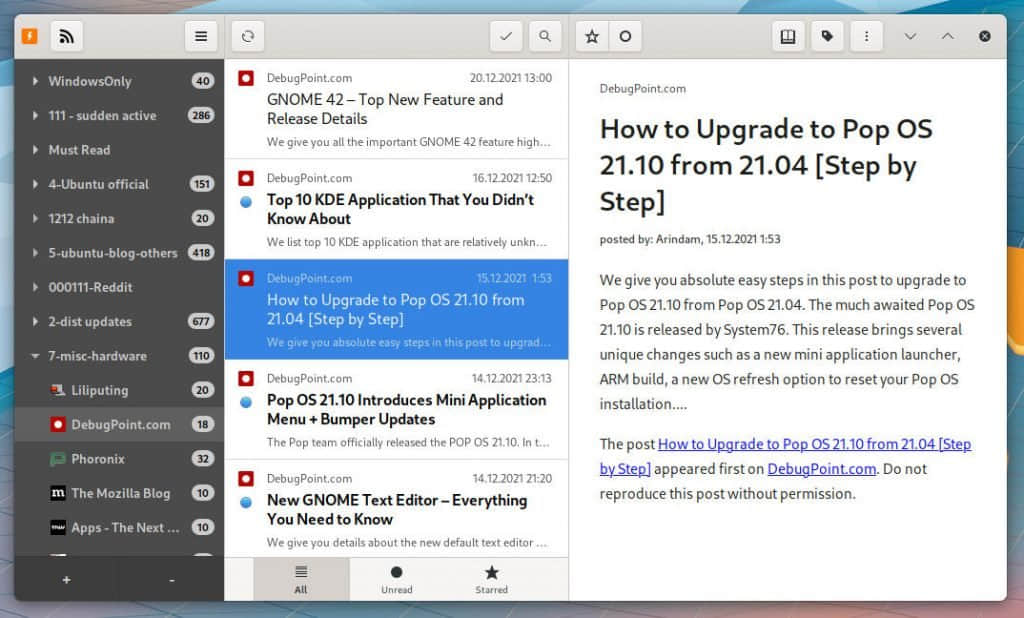 WindowsOnly 40
111 - sudden active 286
Must Read
4-Ubuntu official 151
1212 chaina 20
5-ubuntu-blog-others 418
000111-Reddit
2-dist updates 677
7-misc-hardware 110
Liliputing 20
DebugPoint.com 18
Phoronix 32
m The Mozilla Blog 10
Apps - The Next ... 10
+ -
DebugPoint.com 20.12.2021 13:00
GNOME 42 – Top New Feature and
Release Details
We give you all the important GNOME 42 feature high...
DebugPoint.com 16.12.2021 12:50
Top 10 KDE Application That You Didn't
Know About
We list top 10 KDE application that are relatively unkn...
DebugPoint.com 15.12.2021 1:53
How to Upgrade to Pop OS 21.10 from
21.04 [Step by Step]
We give you absolute easy steps in this post to upgrad...
DebugPoint.com 14.12.2021 23:13
Pop OS 21.10 Introduces Mini Application
Menu + Bumper Updates
The Pop team officially released the POP OS 21.10. In t...
DebugPoint.com 14.12.2021 21:20
New GNOME Text Editor – Everything
You Need to Know
We give you details about the new default text editor ...
All Unread Starred
DebugPoint.com
How to Upgrade to Pop OS
21.10 from 21.04 [Step by
Step]
posted by: Arindam, 15.12.2021 1:53
We give you absolute easy steps in this post to upgrade to
Pop OS 21.10 from Pop OS 21.04. The much awaited Pop OS
21.10 is released by System76. This release brings several
unique changes such as a new mini application launcher,
ARM build, a new OS refresh option to reset your Pop OS
installation....
The post How to Upgrade to Pop OS 21.10 from 21.04 [Step
by Step] appeared first on DebugPoint.com. Do not
reproduce this post without permission.